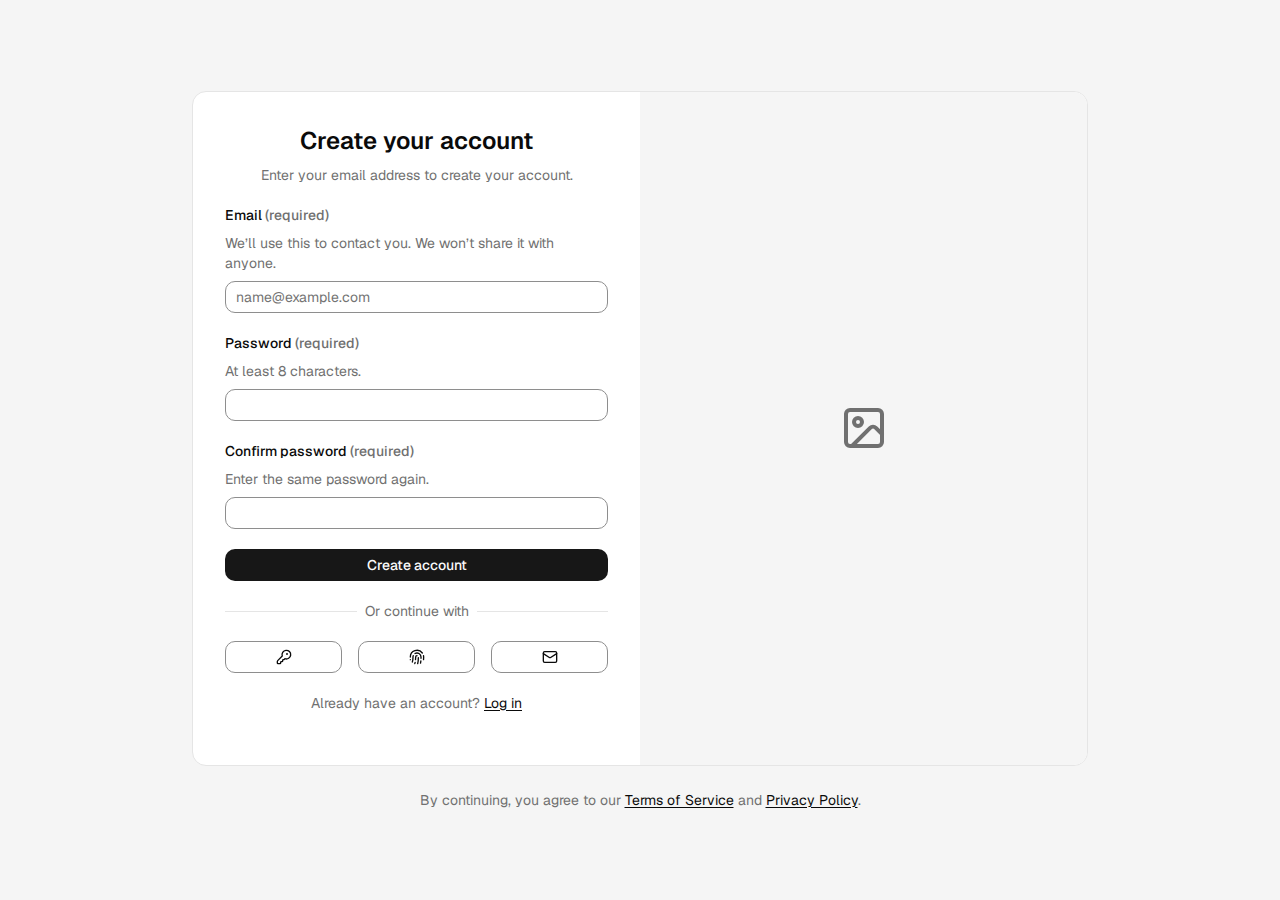 Create your account
Enter your email address to create your account.
Email (required)
We’ll use this to contact you. We won’t share it with
anyone.
name@example.com
Password (required)
At least 8 characters.
Confirm password (required)
Enter the same password again.
Create account
Or continue with
Already have an account? Log in
By continuing, you agree to our Terms of Service and Privacy Policy.